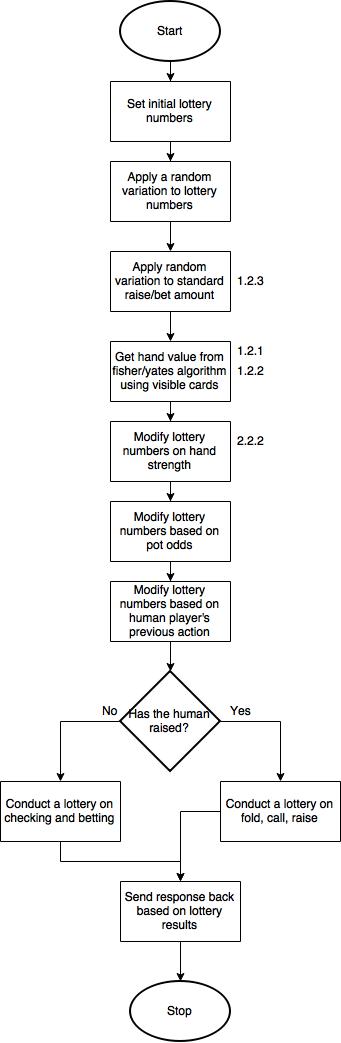 Start
Set initial lottery
numbers
Apply a random
variation to lottery
numbers
Apply random
variation to standard
raise/bet amount
1.2.3
Get hand value from
fisher/yates algorithm
using visible cards
1.2.1
1.2.2
Modify lottery
numbers on hand
strength
2.2.2
Modify lottery
numbers based on
pot odds
Modify lottery
numbers based on
human player's
previous action
No
Has the human
raised?
Yes
Conduct a lottery on
checking and betting
Conduct a lottery on
fold, call, raise
Send response back
based on lottery
results
Stop